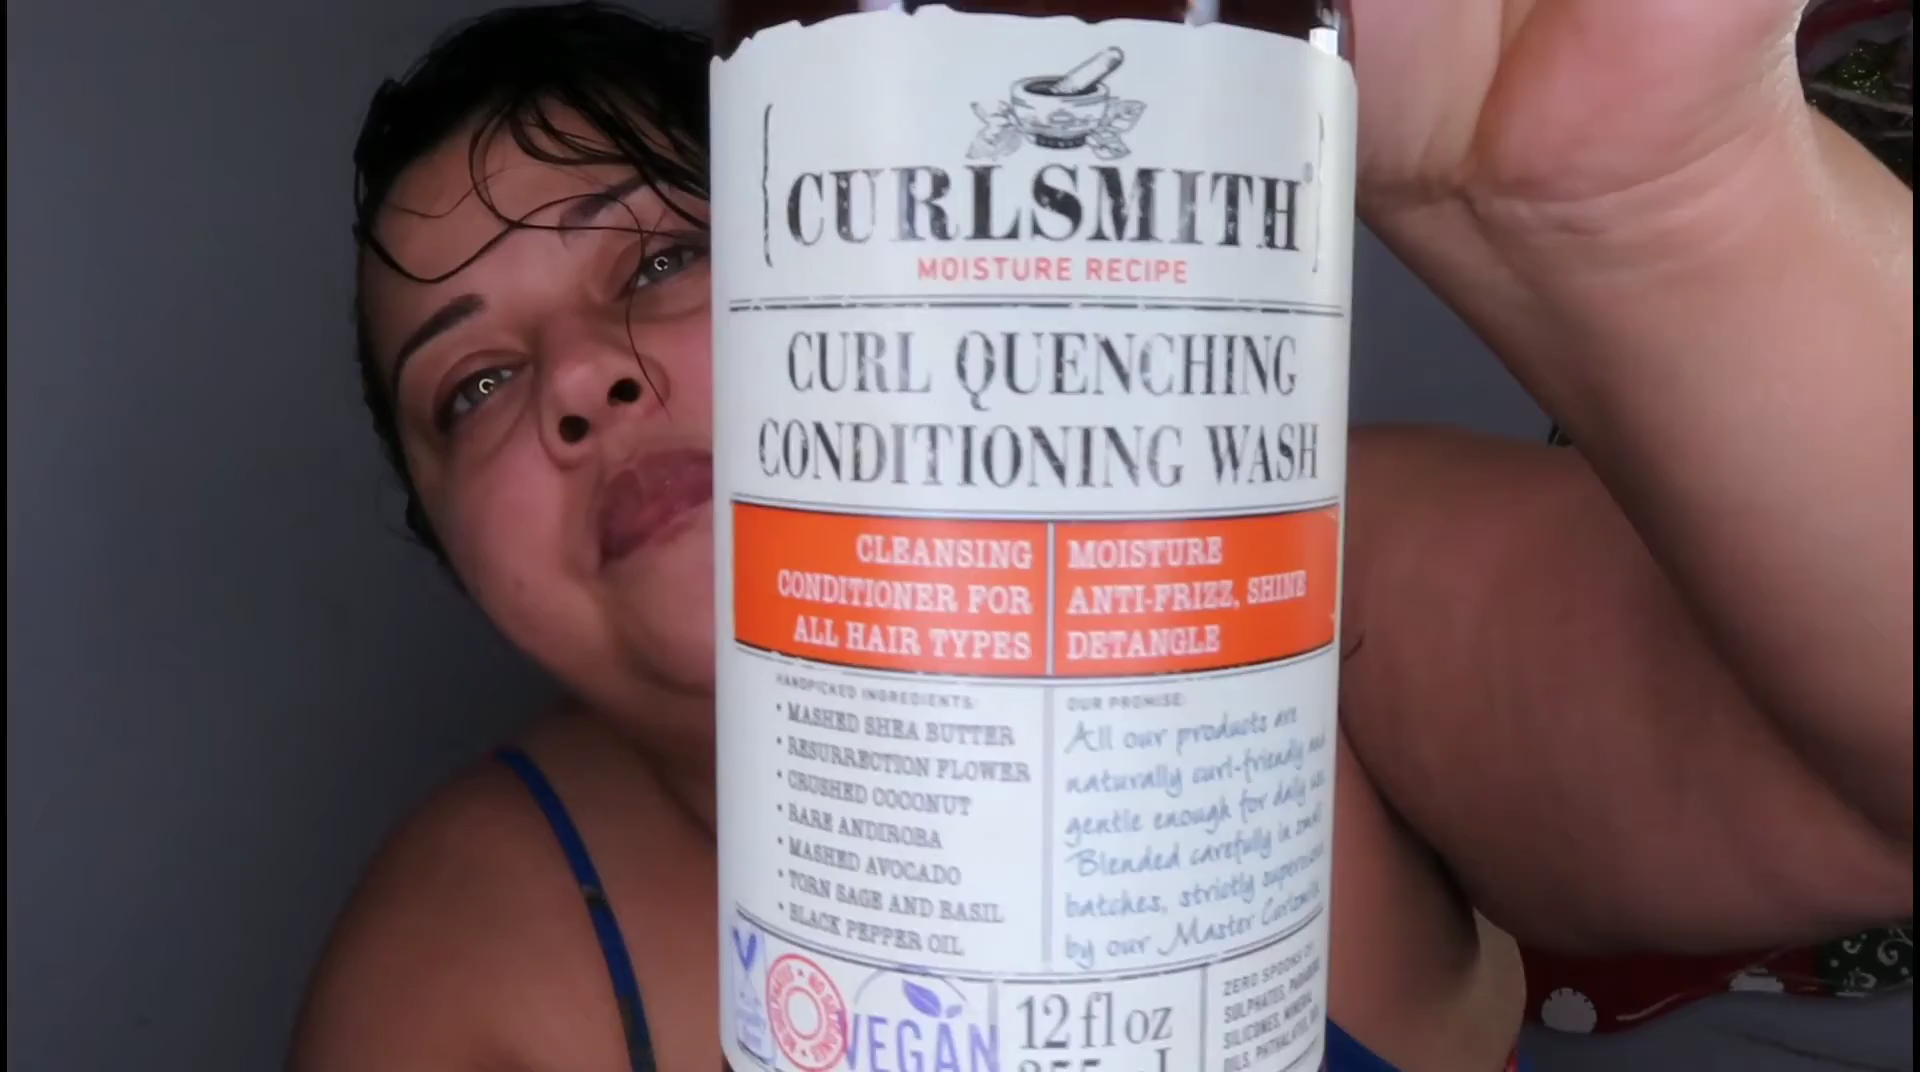 CURLSMITH®
MOISTURE RECIPE
CURL QUENCHING
CONDITIONING WASH
CLEANSING
CONDITIONER FOR
ALL HAIR TYPES
MOISTURE
ANTI-FRIZZ, SHINE
DETANGLE
HANDPICKED INGREDIENTS:
• MASHED SHEA BUTTER
• RESURRECTION FLOWER
• CRUSHED COCONUT
• BARE ANDIROBA
• MASHED AVOCADO
• TORN SAGE AND BASIL
• BLACK PEPPER OIL
OUR PROMISE:
All our products are
naturally curl-friendly and
gentle enough for daily use.
Blended carefully in small
batches, strictly
by our Master
VEGAN
12 fl oz
ZERO SPOONS OF:
SULPHATES, PARABENS,
SILICONES, MINERAL
OILS, PHTHALATES,